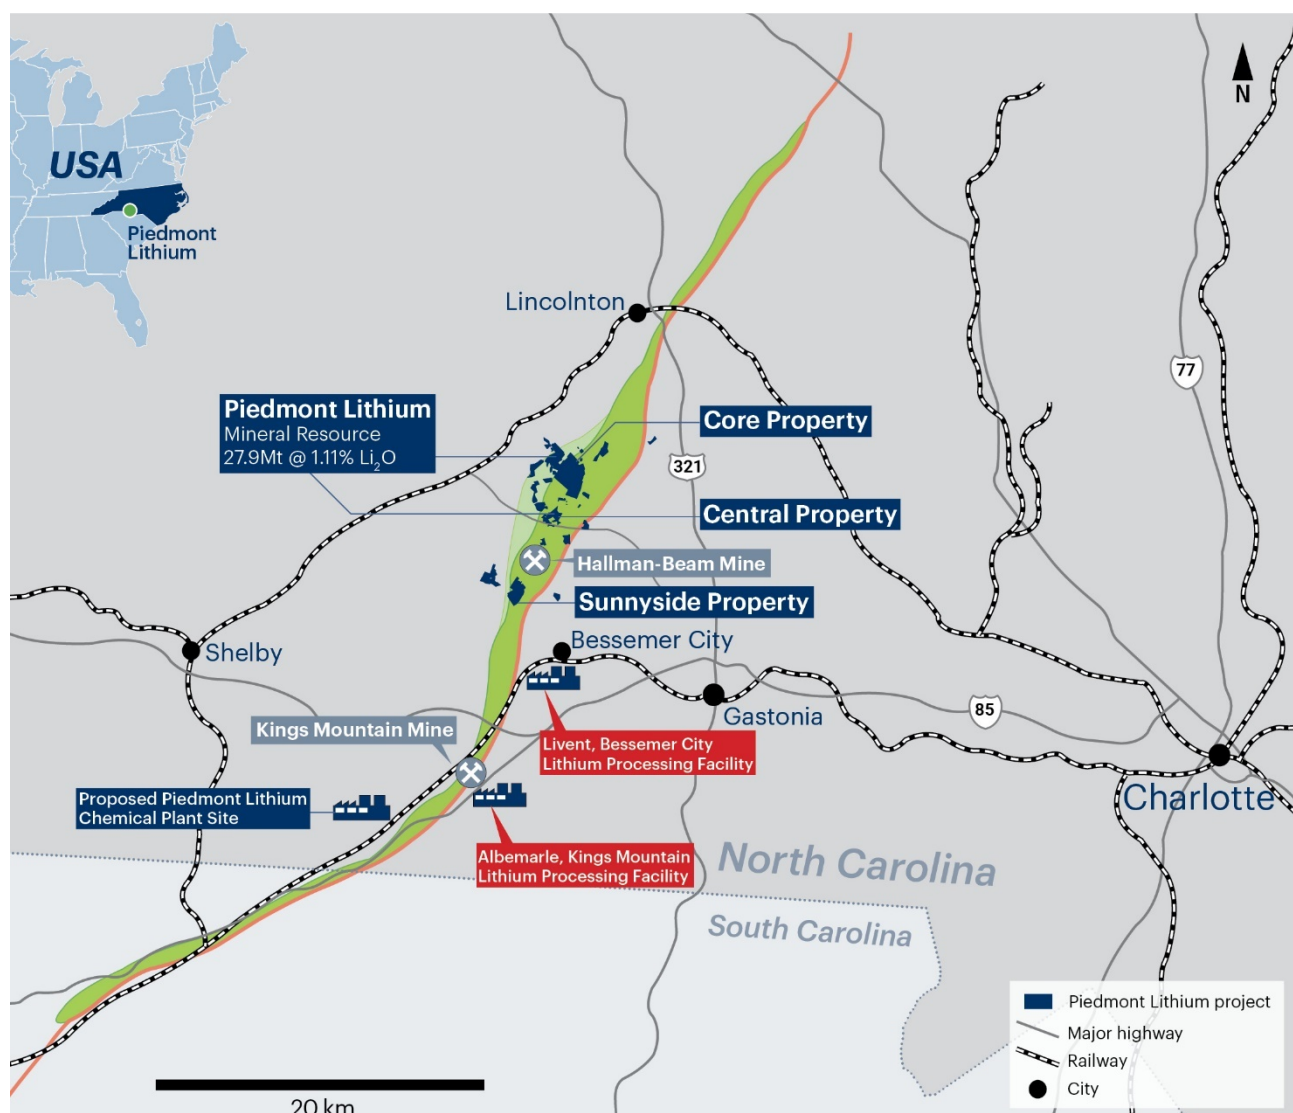 USA
Piedmont
Lithium
N
Lincolnton
77
Piedmont Lithium
Mineral Resource
27.9Mt @ 1.11% Li₂O
Core Property
321
Central Property
Hallman-Beam Mine
Sunnyside Property
Bessemer City
Shelby
Gastonia
85
Kings Mountain Mine
Livent, Bessemer City
Lithium Processing Facility
Charlotte
Proposed Piedmont Lithium
Chemical Plant Site
Albemarle, Kings Mountain
Lithium Processing Facility
North Carolina
South Carolina
Piedmont Lithium project
Major highway
Railway
City
20 km